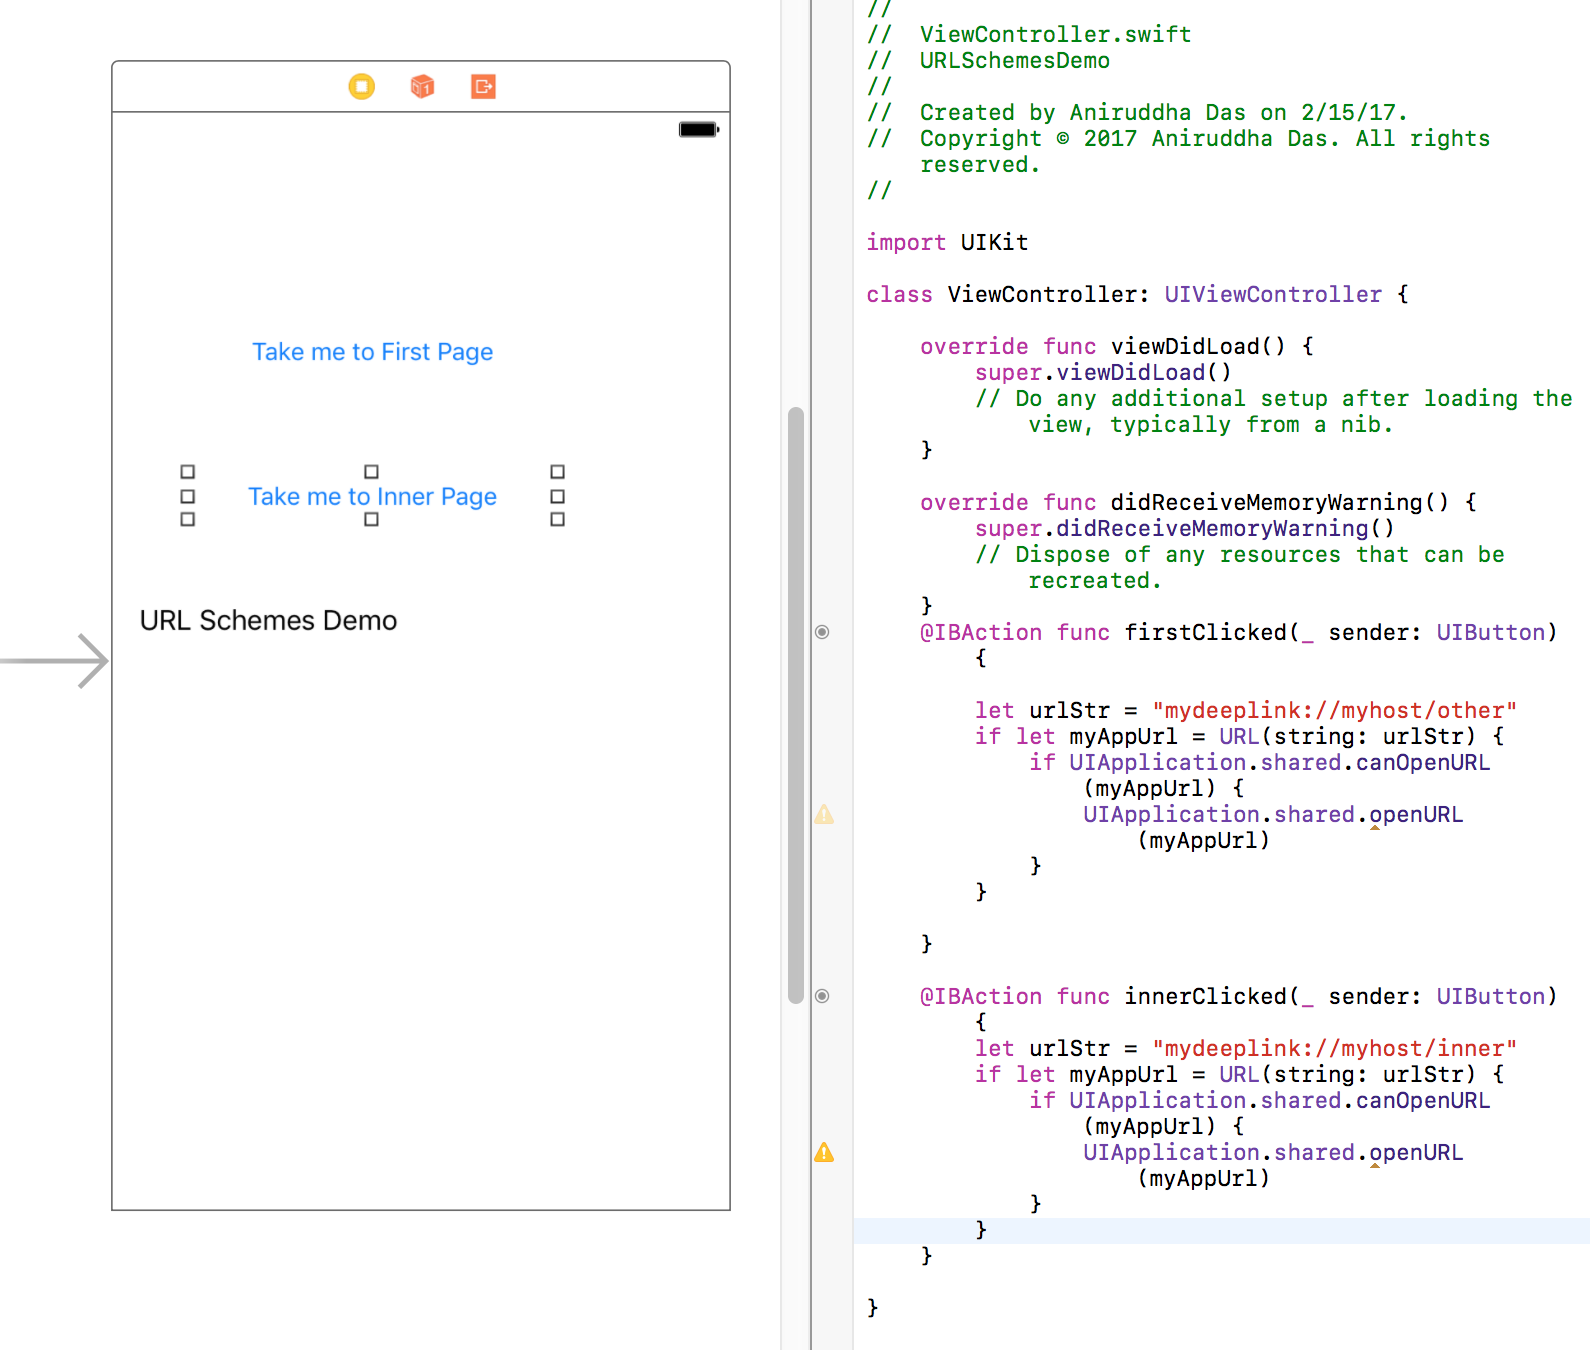 Take me to First Page
Take me to Inner Page
URL Schemes Demo
//
//  ViewController.swift
//  URLSchemesDemo
//
//  Created by Aniruddha Das on 2/15/17.
//  Copyright © 2017 Aniruddha Das. All rights
    reserved.
//
import UIKit
class ViewController: UIViewController {
    override func viewDidLoad() {
        super.viewDidLoad()
        // Do any additional setup after loading the
            view, typically from a nib.
    }
    override func didReceiveMemoryWarning() {
        super.didReceiveMemoryWarning()
        // Dispose of any resources that can be
            recreated.
    }
    @IBAction func firstClicked(_ sender: UIButton)
        {
        let urlStr = "mydeeplink://myhost/other"
        if let myAppUrl = URL(string: urlStr) {
            if UIApplication.shared.canOpenURL
                (myAppUrl) {
                UIApplication.shared.openURL
                    (myAppUrl)
            }
        }
    }
    @IBAction func innerClicked(_ sender: UIButton)
        {
        let urlStr = "mydeeplink://myhost/inner"
        if let myAppUrl = URL(string: urlStr) {
            if UIApplication.shared.canOpenURL
                (myAppUrl) {
                UIApplication.shared.openURL
                    (myAppUrl)
            }
        }
    }
}